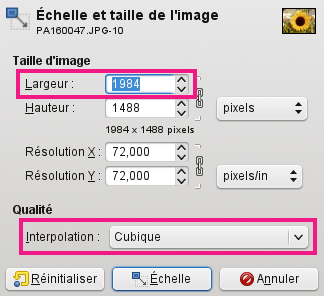 Échelle et taille de l'image
PA160047.JPG-10
Taille d'image
Largeur : 1984
Hauteur : 1488 pixels
1984 x 1488 pixels
Résolution X : 72,000
Résolution Y : 72,000 pixels/in
Qualité
Interpolation : Cubique
Réinitialiser Échelle Annuler